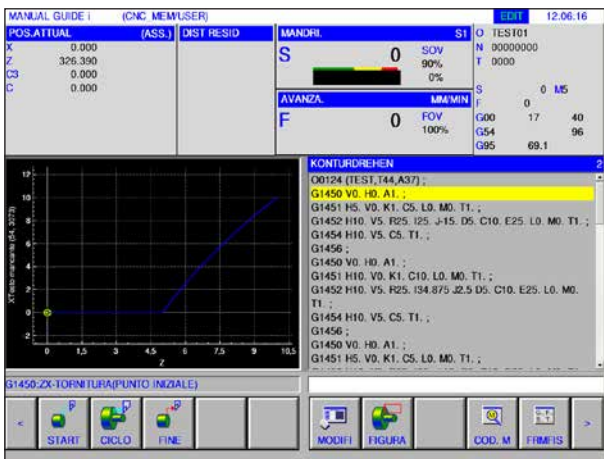 MANUAL GUIDE i (CNC_MEM/USER) EDIT 12.06.16
POS.ATTUAL (ASS.) DIST RESID MANDRI. S1 O TEST01
X 0.000
Z 326.390
C3 0.000
C 0.000
S 0 SOV 90% 0%
N 00000000
T 0000
S 0 M5
F 0
AVANZA. MM/MIN
F 0 FOV 100%
G00 17 40
G54 96
G95 69.1
KONTURDREHEN 2
O0124 (TEST,T44,A37) ;
G1450 V0. H0. A1. ;
G1451 H5. V0. K1. C5. L0. M0. T1. ;
G1452 H10. V5. R25. I25. J-15. D5. C10. E25. L0. M0. T1. ;
G1454 H10. V5. C5. T1. ;
G1456 ;
G1450 V0. H0. A1. ;
G1451 H10. V0. K1. C10. L0. M0. T1. ;
G1452 H10. V5. R25. I34.875 J2.5 D5. C10. E25. L0. M0.
T1. ;
G1454 H10. V5. C5. T1. ;
G1456 ;
G1450 V0. H0. A1. ;
G1451 H5. V0. K1. C5. L0. M0. T1. ;
XTesto mancante (54, 3073)
12
10
8
6
4
2
0
-2
0 1,5 3 4,5 6 7,5 9 10,5
Z
G1450:ZX-TORNITURA(PUNTO INIZIALE)
< START CICLO FINE MODIFI FIGURA COD. M FRMFIS >